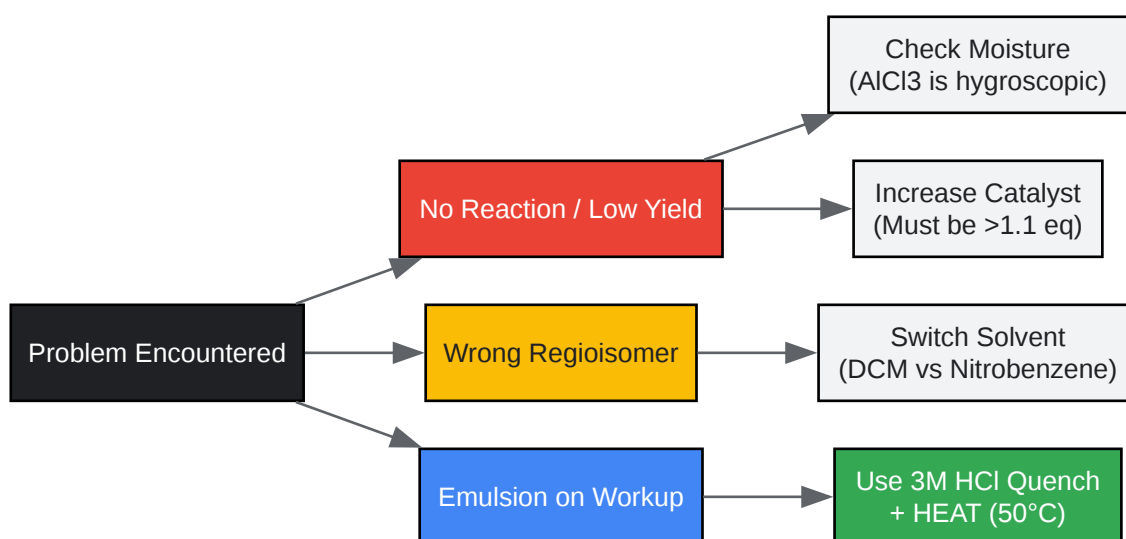 Check Moisture
(AlCl3 is hygroscopic)
No Reaction / Low Yield
Increase Catalyst
(Must be >1.1 eq)
Problem Encountered
Wrong Regioisomer
Switch Solvent
(DCM vs Nitrobenzene)
Emulsion on Workup
Use 3M HCl Quench
+ HEAT (50°C)